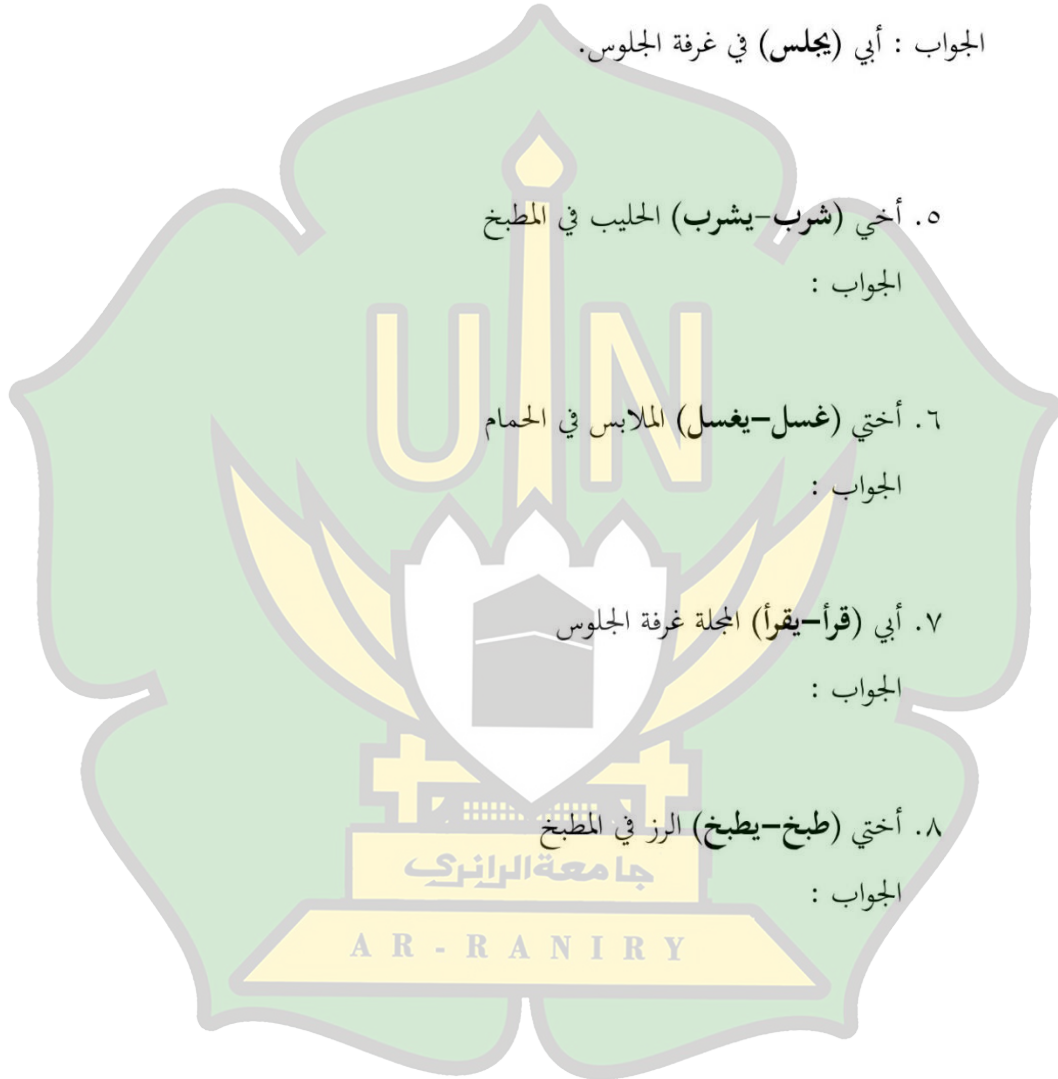 الجواب : أبي (يجلس) في غرفة الجلوس.
٥. أخي (شرب-يشرب) الحليب في المطبخ
الجواب :
٦. أختي (غسل–يغسل) الملابس في الحمام
الجواب :
٧. أبي (قرأ–يقرأ) المجلة غرفة الجلوس
الجواب :
٨. أختي (طبخ–يطبخ) الرز في المطبخ
الجواب :
UIN
جامعة الرانري
AR-RANIRY